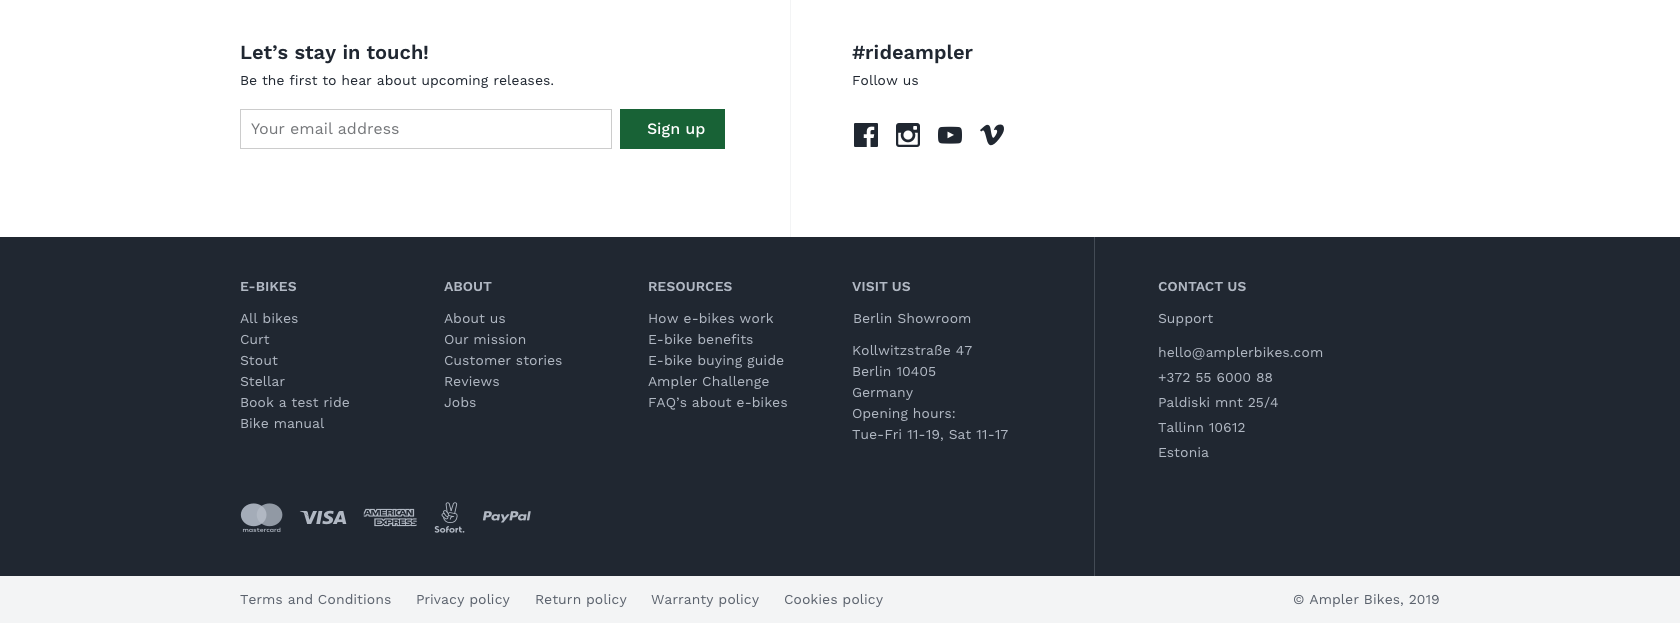 Let’s stay in touch!
Be the first to hear about upcoming releases.
Your email address
Sign up
#rideampler
Follow us
E-BIKES
All bikes
Curt
Stout
Stellar
Book a test ride
Bike manual
ABOUT
About us
Our mission
Customer stories
Reviews
Jobs
RESOURCES
How e-bikes work
E-bike benefits
E-bike buying guide
Ampler Challenge
FAQ’s about e-bikes
VISIT US
Berlin Showroom
Kollwitzstraße 47
Berlin 10405
Germany
Opening hours:
Tue-Fri 11-19, Sat 11-17
CONTACT US
Support
hello@amplerbikes.com
+372 55 6000 88
Paldiski mnt 25/4
Tallinn 10612
Estonia
mastercard
VISA
AMERICAN
EXPRESS
Sofort.
PayPal
Terms and Conditions
Privacy policy
Return policy
Warranty policy
Cookies policy
© Ampler Bikes, 2019